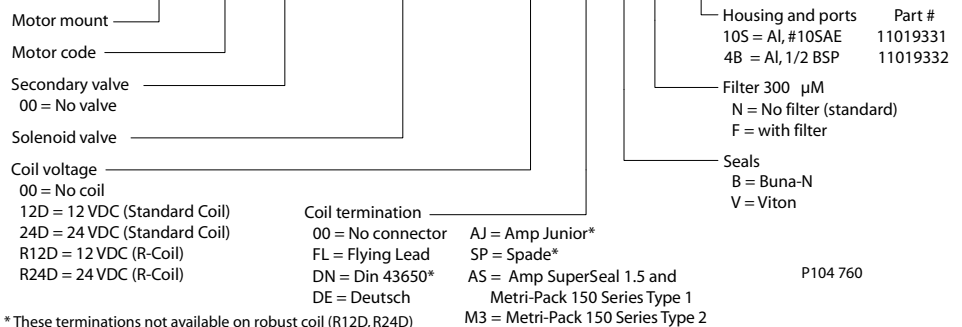 Motor mount
Motor code
Secondary valve
00 = No valve
Solenoid valve
Coil voltage
00 = No coil
12D = 12 VDC (Standard Coil)
24D = 24 VDC (Standard Coil)
R12D = 12 VDC (R-Coil)
R24D = 24 VDC (R-Coil)
Coil termination
00 = No connector
FL = Flying Lead
DN = Din 43650*
DE = Deutsch
AJ = Amp Junior*
SP = Spade*
AS = Amp SuperSeal 1.5 and
Metri-Pack 150 Series Type 1
M3 = Metri-Pack 150 Series Type 2
Housing and ports Part #
10S = Al, #10SAE 11019331
4B = Al, 1/2 BSP 11019332
Filter 300 µM
N = No filter (standard)
F = with filter
Seals
B = Buna-N
V = Viton
P104 760
* These terminations not available on robust coil (R12D, R24D)